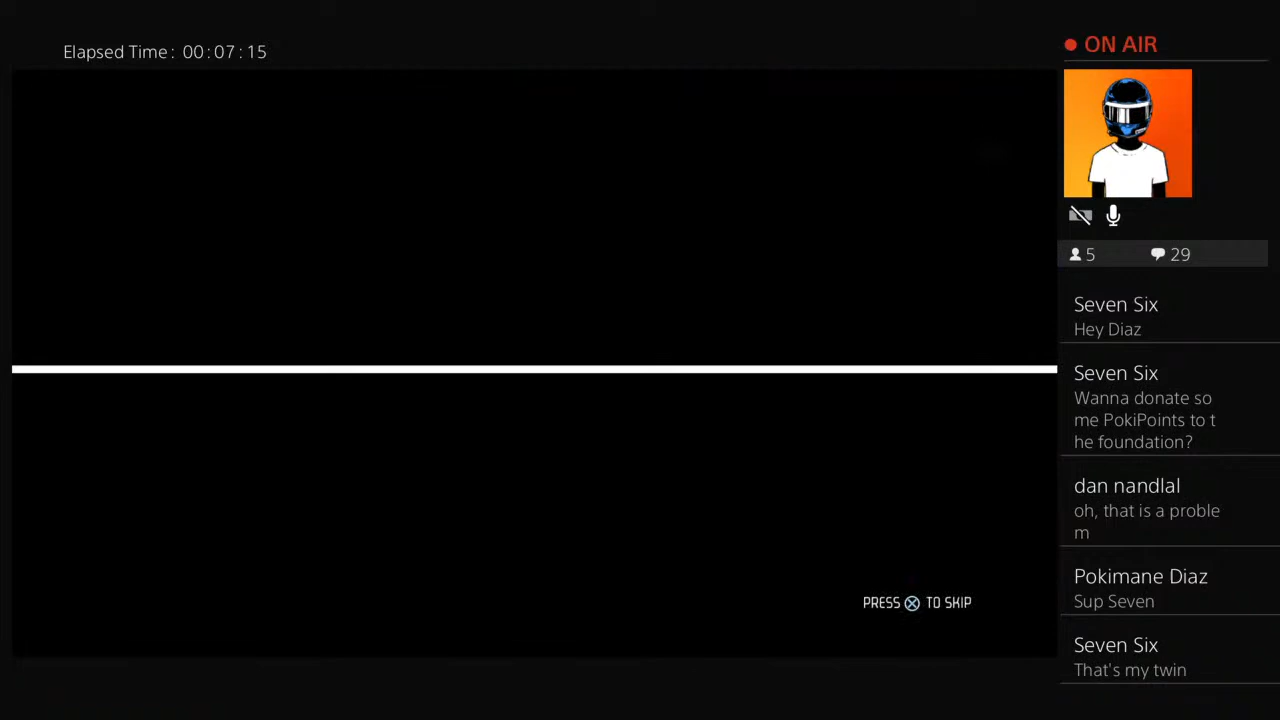 Elapsed Time: 00:07:15
ON AIR
5 29
Seven Six
Hey Diaz
Seven Six
Wanna donate so
me PokiPoints to t
he foundation?
dan nandlal
oh, that is a proble
m
Pokimane Diaz
Sup Seven
PRESS TO SKIP
Seven Six
That's my twin